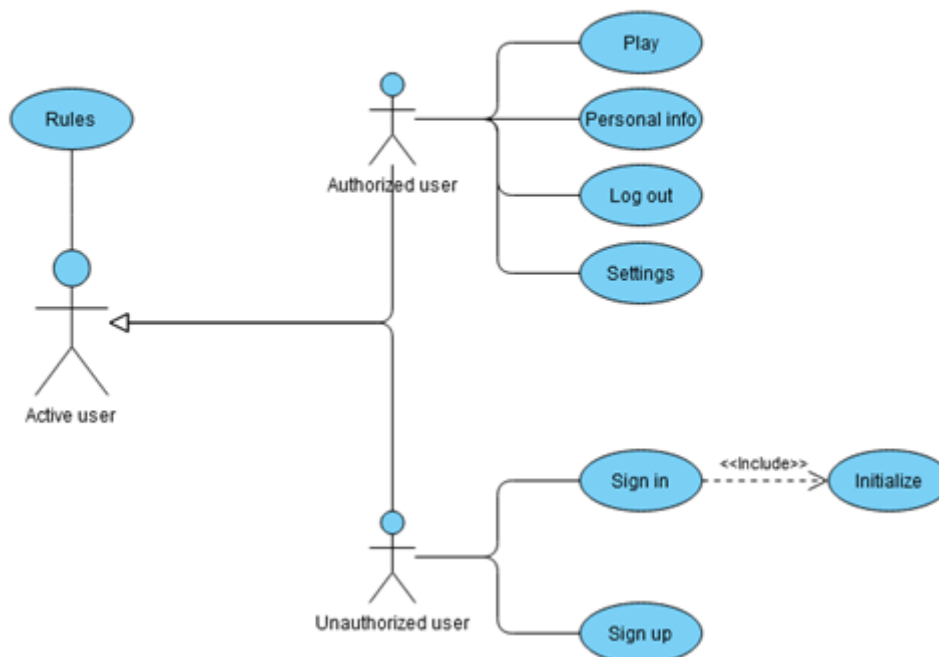 Play
Rules
Personal info
Authorized user
Log out
Settings
Active user
<<Include>>
Sign in
Initialize
Unauthorized user
Sign up